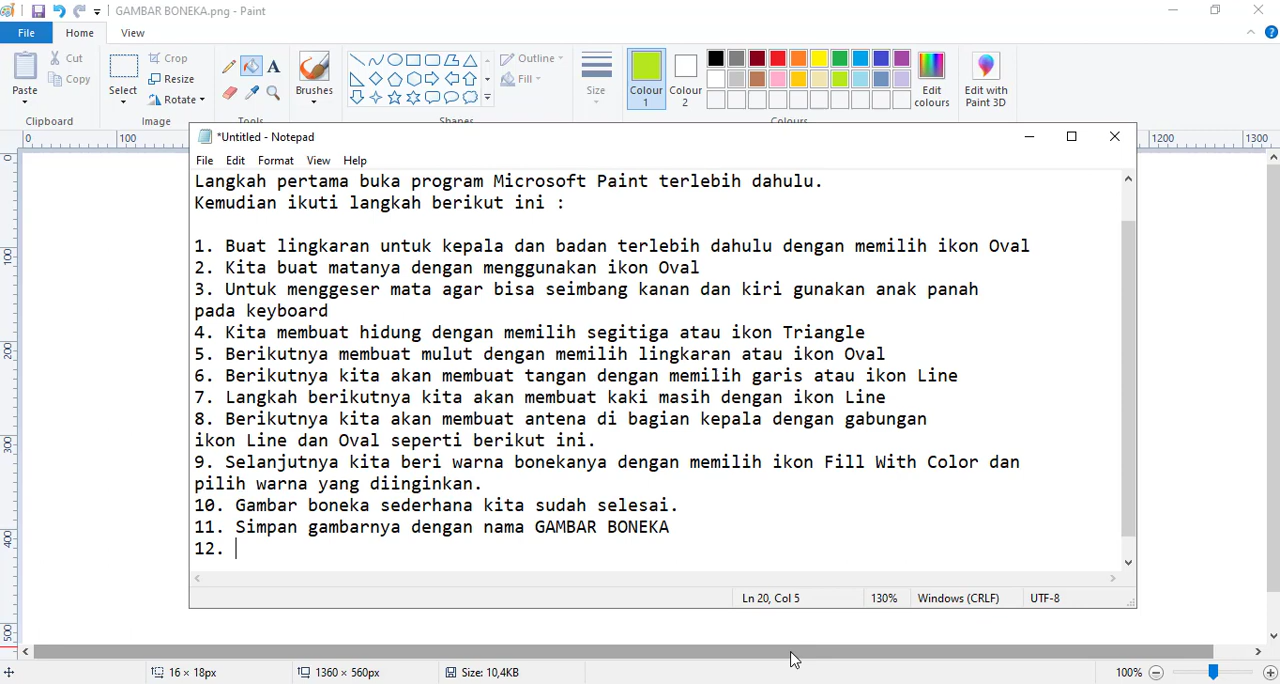 GAMBAR BONEKA.png - Paint
File Home View
Paste
Cut
Copy
Clipboard
Select
Crop
Resize
Rotate
Image
Tools
Brushes
Outline
Fill
Shapes
Size
Colour 1
Colour 2
Edit colours
Edit with Paint 3D
Colours
0 100 1200 1300
*Untitled - Notepad
File Edit Format View Help
Langkah pertama buka program Microsoft Paint terlebih dahulu.
Kemudian ikuti langkah berikut ini :
1. Buat lingkaran untuk kepala dan badan terlebih dahulu dengan memilih ikon Oval
2. Kita buat matanya dengan menggunakan ikon Oval
3. Untuk menggeser mata agar bisa seimbang kanan dan kiri gunakan anak panah
pada keyboard
4. Kita membuat hidung dengan memilih segitiga atau ikon Triangle
5. Berikutnya membuat mulut dengan memilih lingkaran atau ikon Oval
6. Berikutnya kita akan membuat tangan dengan memilih garis atau ikon Line
7. Langkah berikutnya kita akan membuat kaki masih dengan ikon Line
8. Berikutnya kita akan membuat antena di bagian kepala dengan gabungan
ikon Line dan Oval seperti berikut ini.
9. Selanjutnya kita beri warna bonekanya dengan memilih ikon Fill With Color dan
pilih warna yang diinginkan.
10. Gambar boneka sederhana kita sudah selesai.
11. Simpan gambarnya dengan nama GAMBAR BONEKA
12.
Ln 20, Col 5 130% Windows (CRLF) UTF-8
0
100
200
300
400
500
16 × 18px 1360 × 560px Size: 10,4KB 100%